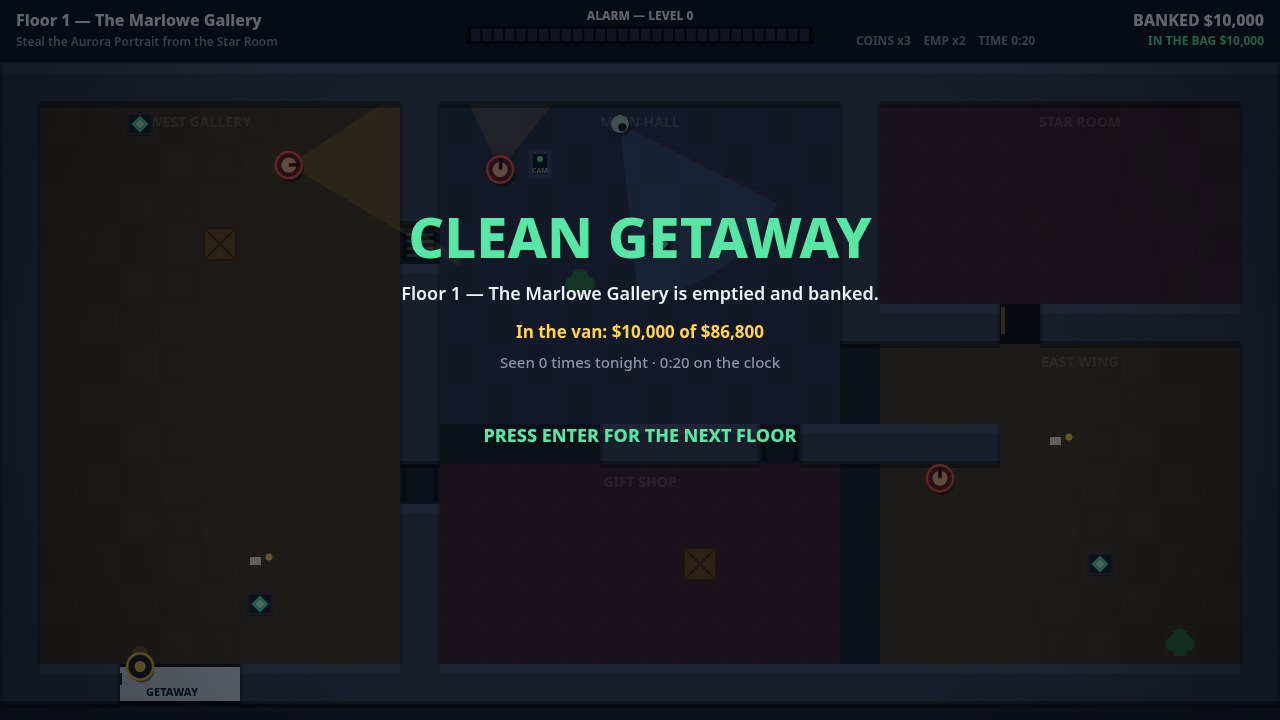 Floor 1 — The Marlowe Gallery
Steal the Aurora Portrait from the Star Room
ALARM — LEVEL 0
COINS x3 EMP x2 TIME 0:20
BANKED $10,000
IN THE BAG $10,000
WEST GALLERY
MAIN HALL
STAR ROOM
CAM
CLEAN GETAWAY
Floor 1 — The Marlowe Gallery is emptied and banked.
In the van: $10,000 of $86,800
Seen 0 times tonight · 0:20 on the clock
EAST WING
PRESS ENTER FOR THE NEXT FLOOR
GIFT SHOP
GETAWAY